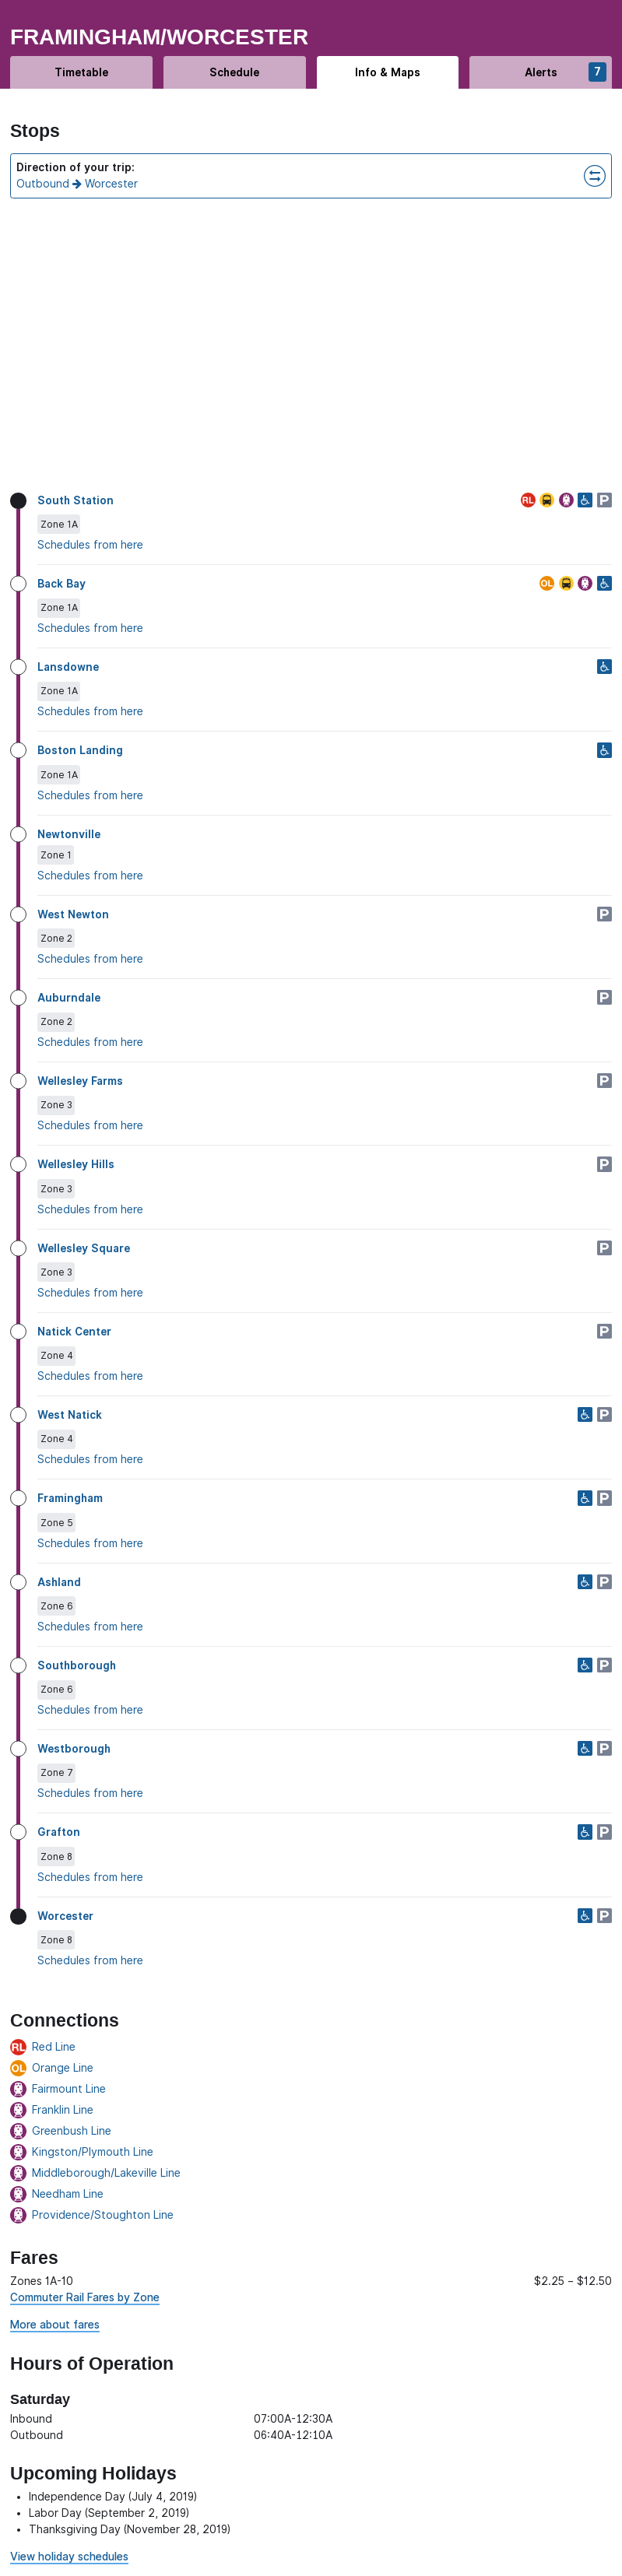 FRAMINGHAM/WORCESTER
Timetable
Schedule
Info & Maps
Alerts 7
Stops
Direction of your trip:
Outbound → Worcester
South Station RL P
Zone 1A
Schedules from here
Back Bay OL
Zone 1A
Schedules from here
Lansdowne
Zone 1A
Schedules from here
Boston Landing
Zone 1A
Schedules from here
Newtonville
Zone 1
Schedules from here
West Newton P
Zone 2
Schedules from here
Auburndale P
Zone 2
Schedules from here
Wellesley Farms P
Zone 3
Schedules from here
Wellesley Hills P
Zone 3
Schedules from here
Wellesley Square P
Zone 3
Schedules from here
Natick Center P
Zone 4
Schedules from here
West Natick P
Zone 4
Schedules from here
Framingham P
Zone 5
Schedules from here
Ashland P
Zone 6
Schedules from here
Southborough P
Zone 6
Schedules from here
Westborough P
Zone 7
Schedules from here
Grafton P
Zone 8
Schedules from here
Worcester P
Zone 8
Schedules from here
Connections
RL Red Line
OL Orange Line
Fairmount Line
Franklin Line
Greenbush Line
Kingston/Plymouth Line
Middleborough/Lakeville Line
Needham Line
Providence/Stoughton Line
Fares
Zones 1A-10 $2.25 – $12.50
Commuter Rail Fares by Zone
More about fares
Hours of Operation
Saturday
Inbound 07:00A-12:30A
Outbound 06:40A-12:10A
Upcoming Holidays
• Independence Day (July 4, 2019)
• Labor Day (September 2, 2019)
• Thanksgiving Day (November 28, 2019)
View holiday schedules